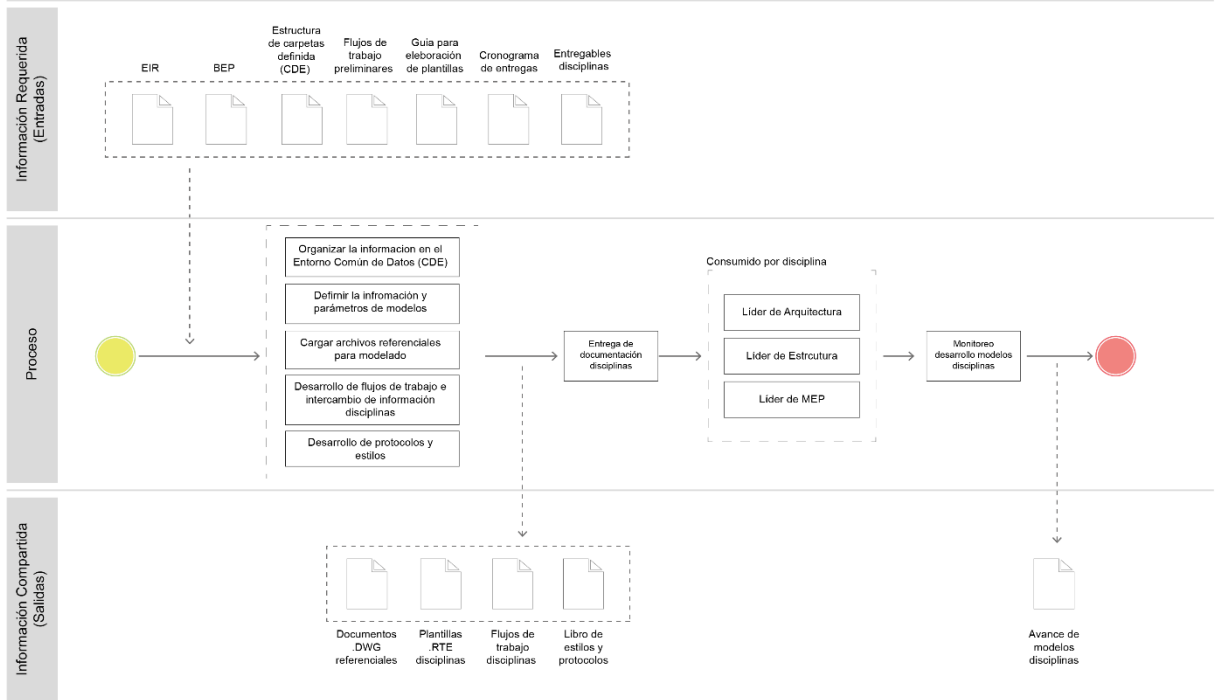 Información Requerida
(Entradas)
EIR
BEP
Estructura
de carpetas
definida
(CDE)
Flujos de
trabajo
preliminares
Guia para
eleboración
de plantillas
Cronograma
de entregas
Entregables
disciplinas
Proceso
Organizar la informacion en el
Entorno Común de Datos (CDE)
Definir la infromación y
parámetros de modelos
Cargar archivos referenciales
para modelado
Desarrollo de flujos de trabajo e
intercambio de información
disciplinas
Desarrollo de protocolos y
estilos
Entrega de
documentación
disciplinas
Consumido por disciplina
Líder de Arquitectura
Líder de Estrcutura
Líder de MEP
Monitoreo
desarrollo modelos
disciplinas
Información Compartida
(Salidas)
Documentos
.DWG
referenciales
Plantillas
.RTE
disciplinas
Flujos de
trabajo
disciplinas
Libro de
estilos y
protocolos
Avance de
modelos
disciplinas